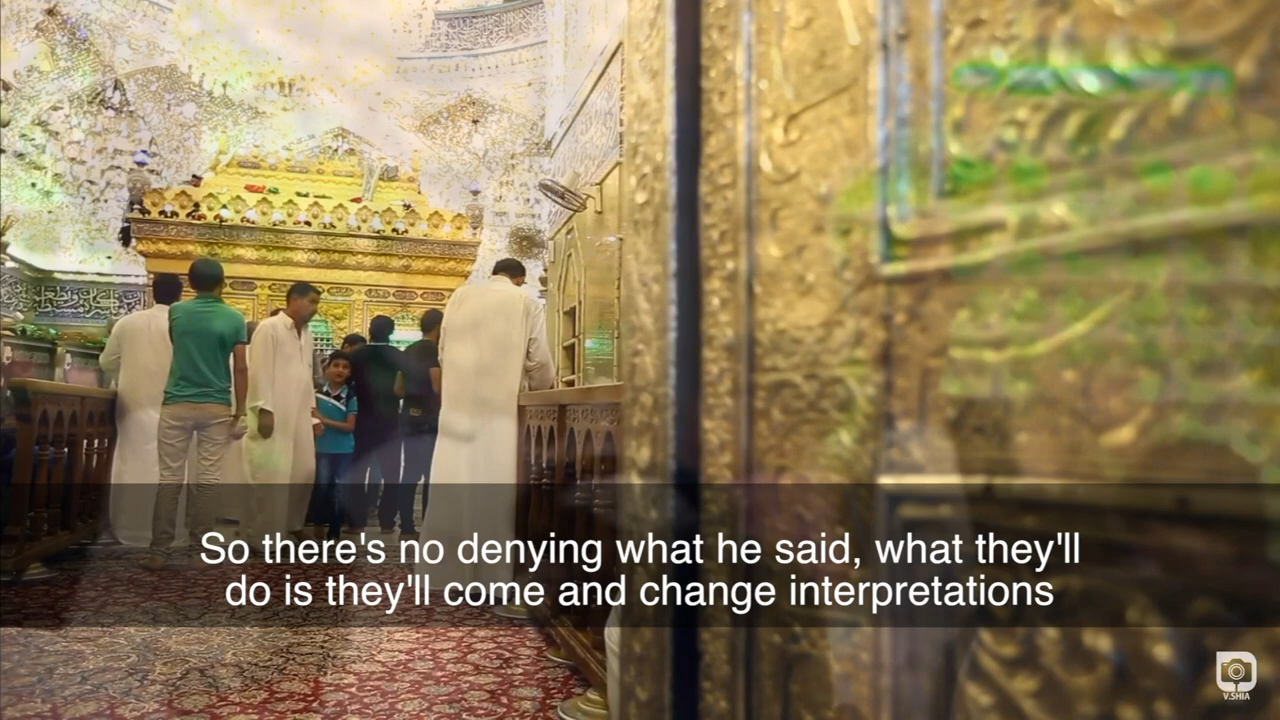 So there's no denying what he said, what they'll
do is they'll come and change interpretations
V.SHIA